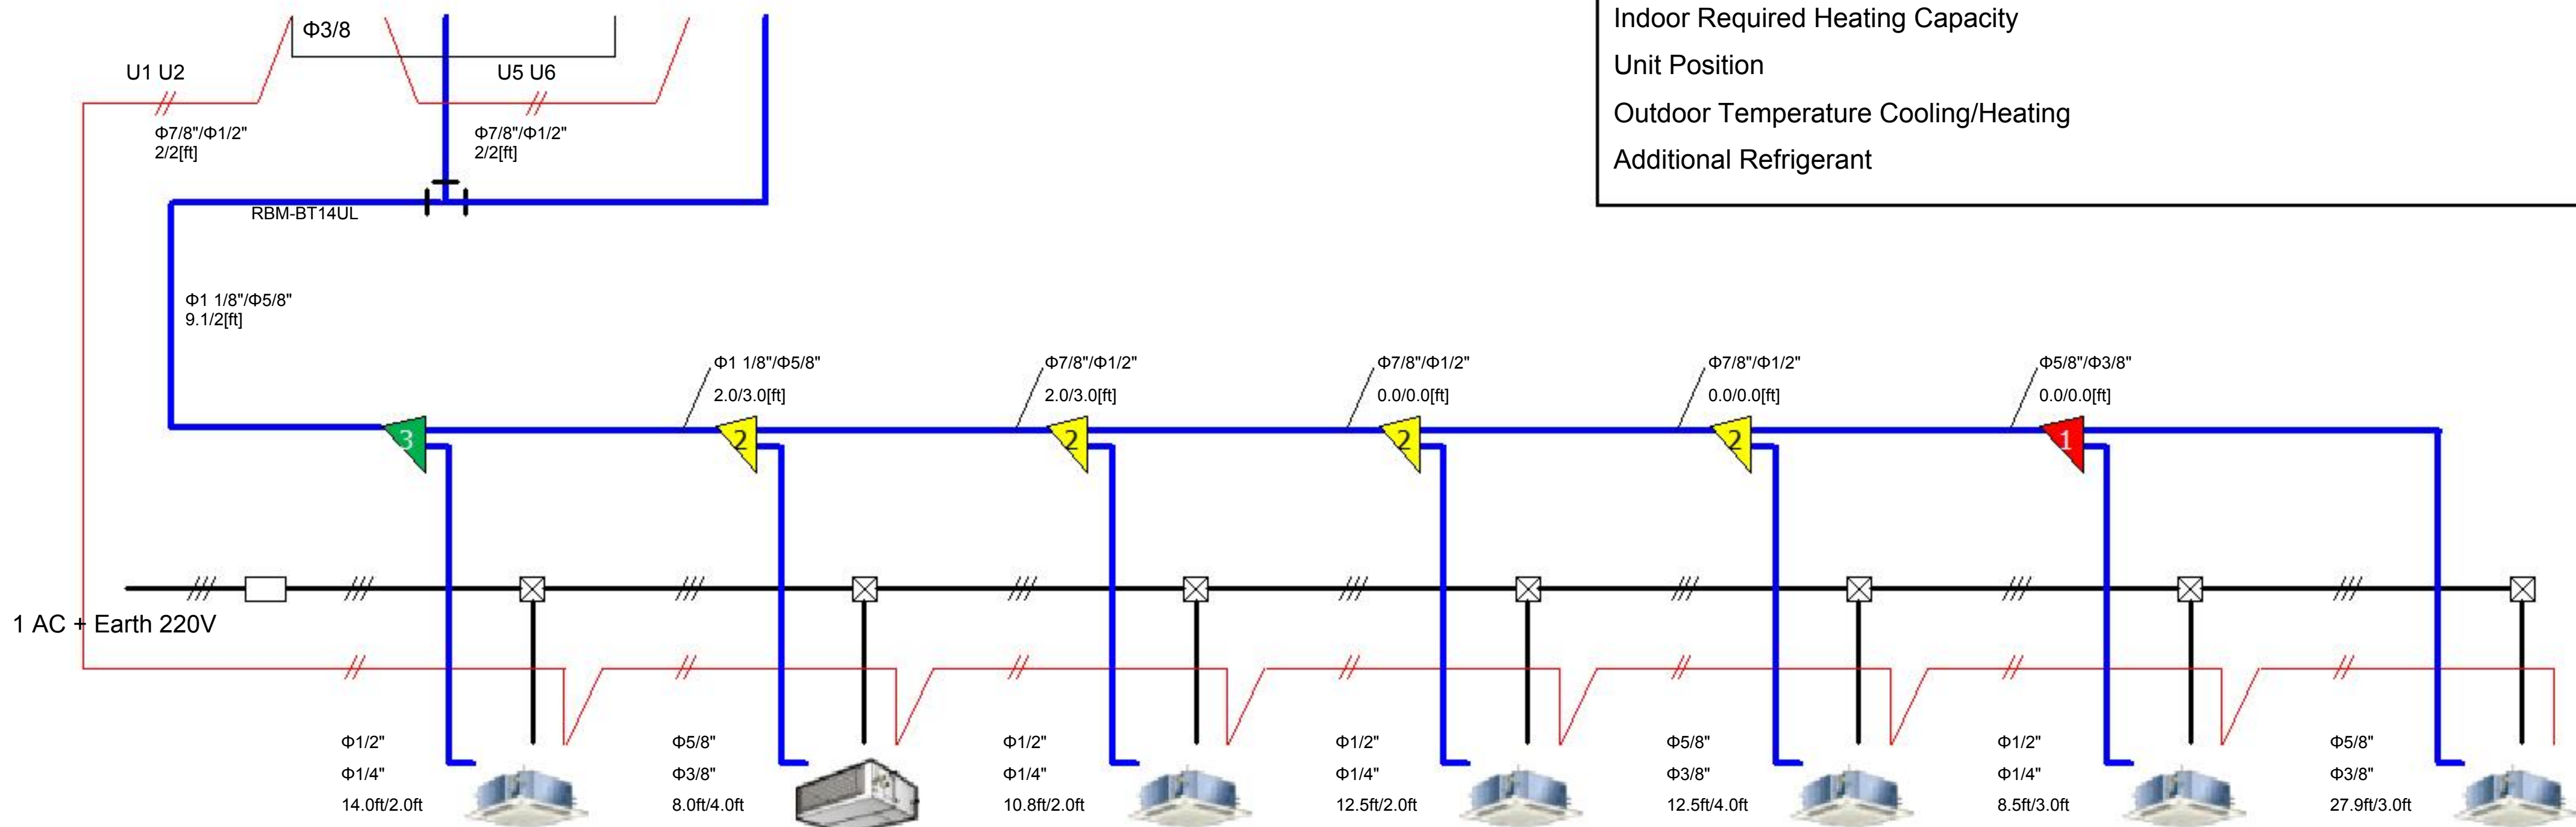 Φ3/8
U1 U2
U5 U6
Φ7/8"/Φ1/2"
2/2[ft]
Φ7/8"/Φ1/2"
2/2[ft]
RBM-BT14UL
Indoor Required Heating Capacity
Unit Position
Outdoor Temperature Cooling/Heating
Additional Refrigerant
Φ1 1/8"/Φ5/8"
9.1/2[ft]
Φ1 1/8"/Φ5/8"
2.0/3.0[ft]
Φ7/8"/Φ1/2"
2.0/3.0[ft]
Φ7/8"/Φ1/2"
0.0/0.0[ft]
Φ7/8"/Φ1/2"
0.0/0.0[ft]
Φ5/8"/Φ3/8"
0.0/0.0[ft]
3
2
2
2
2
1
1 AC + Earth 220V
Φ1/2"
Φ1/4"
14.0ft/2.0ft
Φ5/8"
Φ3/8"
8.0ft/4.0ft
Φ1/2"
Φ1/4"
10.8ft/2.0ft
Φ1/2"
Φ1/4"
12.5ft/2.0ft
Φ5/8"
Φ3/8"
12.5ft/4.0ft
Φ1/2"
Φ1/4"
8.5ft/3.0ft
Φ5/8"
Φ3/8"
27.9ft/3.0ft